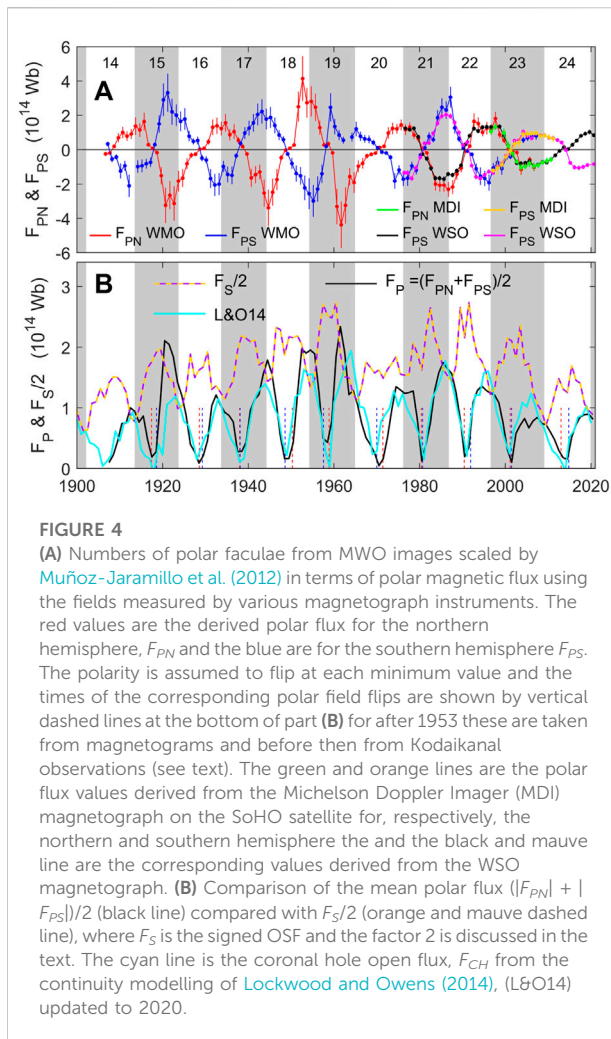 14 15 16 17 18 19 20 21 22 23 24
6
4
2
0
-2
-4
-6
A
F_PN & F_PS (10^14 Wb)
F_PN WMO F_PS WMO
F_PN MDI F_PS MDI
F_PS WSO F_PS WSO
B
F_S/2 F_P =(F_PN+F_PS)/2
L&O14
3
2
1
0
F_P & F_S/2 (10^14 Wb)
1900 1920 1940 1960 1980 2000 2020
FIGURE 4
(A) Numbers of polar faculae from MWO images scaled by
Muñoz-Jaramillo et al. (2012) in terms of polar magnetic flux using
the fields measured by various magnetograph instruments. The
red values are the derived polar flux for the northern
hemisphere, F_PN and the blue are for the southern hemisphere F_PS.
The polarity is assumed to flip at each minimum value and the
times of the corresponding polar field flips are shown by vertical
dashed lines at the bottom of part (B) for after 1953 these are taken
from magnetograms and before then from Kodaikanal
observations (see text). The green and orange lines are the polar
flux values derived from the Michelson Doppler Imager (MDI)
magnetograph on the SoHO satellite for, respectively, the
northern and southern hemisphere the and the black and mauve
line are the corresponding values derived from the WSO
magnetograph. (B) Comparison of the mean polar flux (|F_PN| + |
F_PS|)/2 (black line) compared with F_S/2 (orange and mauve dashed
line), where F_S is the signed OSF and the factor 2 is discussed in the
text. The cyan line is the coronal hole open flux, F_CH from the
continuity modelling of Lockwood and Owens (2014), (L&O14)
updated to 2020.